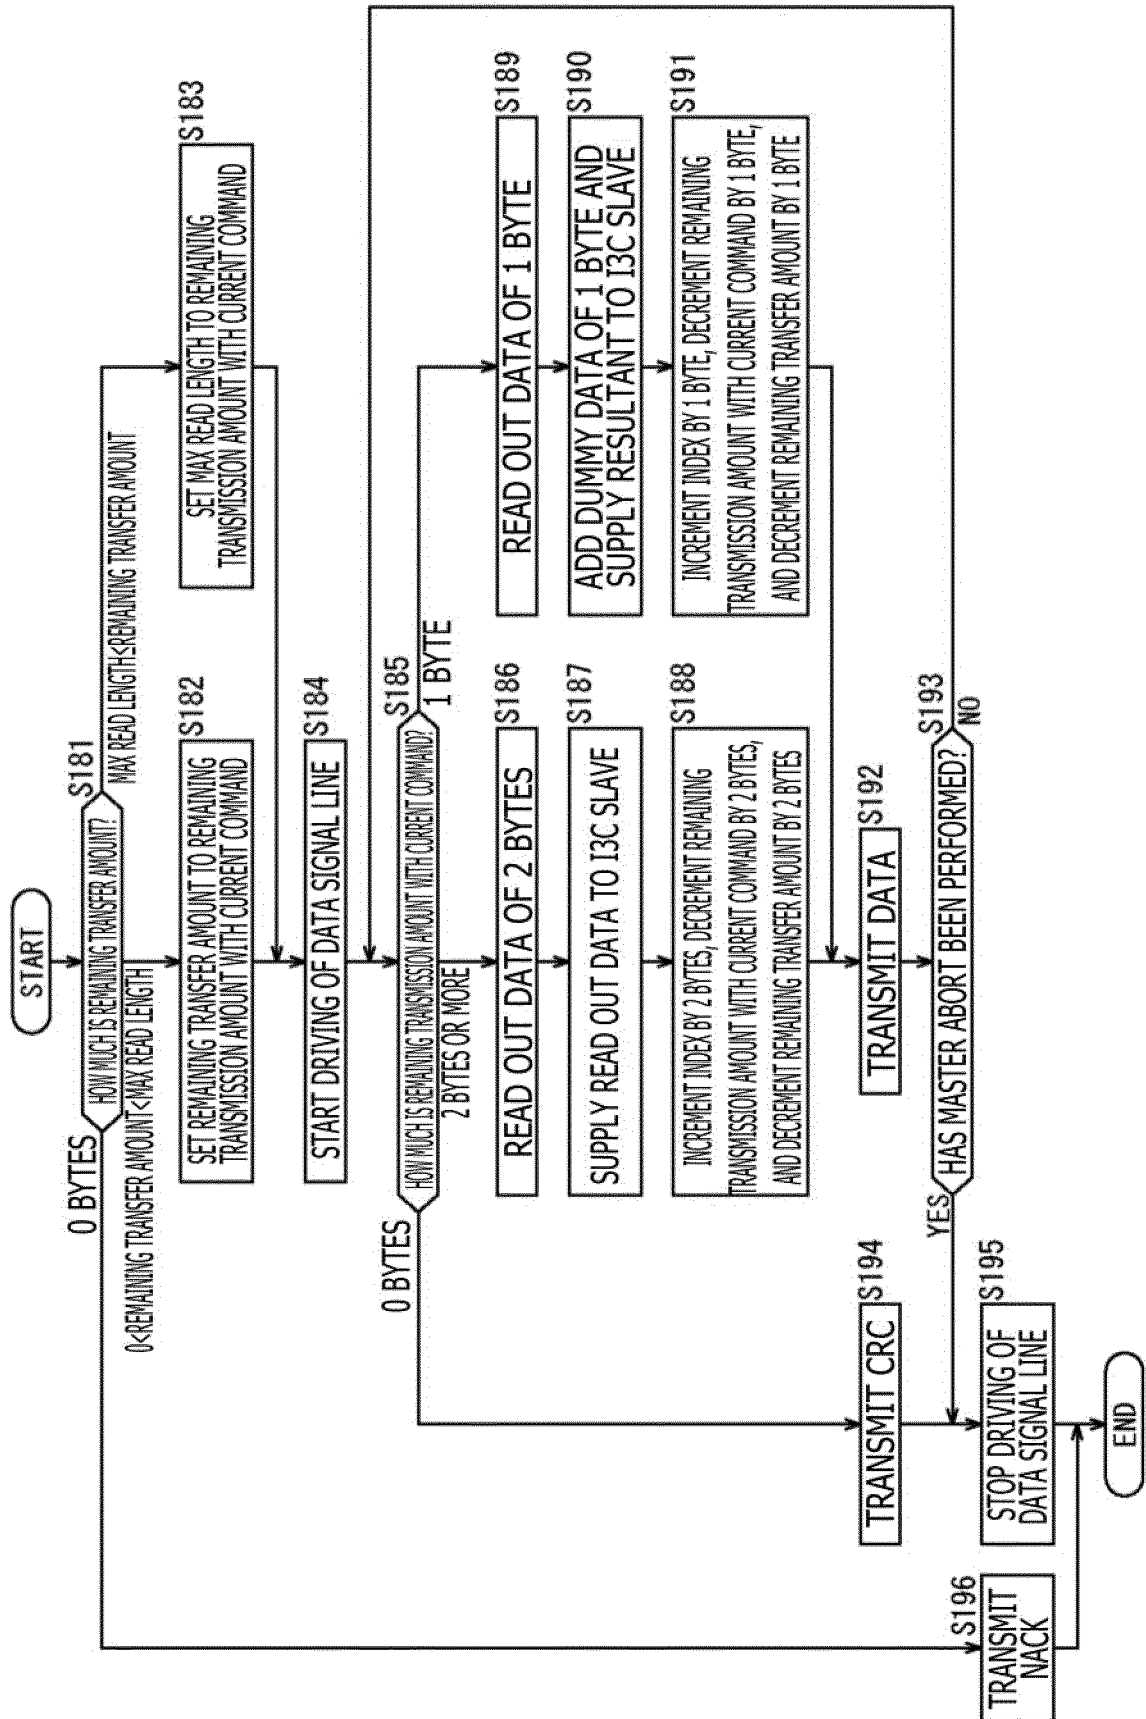 START
S181
HOW MUCH IS REMAINING TRANSFER AMOUNT?
0 BYTES
0<REMAINING TRANSFER AMOUNT<MAX READ LENGTH
MAX READ LENGTH≤REMAINING TRANSFER AMOUNT
S182
SET REMAINING TRANSFER AMOUNT TO REMAINING
TRANSMISSION AMOUNT WITH CURRENT COMMAND
S183
SET MAX READ LENGTH TO REMAINING
TRANSMISSION AMOUNT WITH CURRENT COMMAND
S184
START DRIVING OF DATA SIGNAL LINE
S185
HOW MUCH IS REMAINING TRANSMISSION AMOUNT WITH CURRENT COMMAND?
0 BYTES
2 BYTES OR MORE
1 BYTE
S186
READ OUT DATA OF 2 BYTES
S187
SUPPLY READ OUT DATA TO I3C SLAVE
S188
INCREMENT INDEX BY 2 BYTES, DECREMENT REMAINING
TRANSMISSION AMOUNT WITH CURRENT COMMAND BY 2 BYTES,
AND DECREMENT REMAINING TRANSFER AMOUNT BY 2 BYTES
S189
READ OUT DATA OF 1 BYTE
S190
ADD DUMMY DATA OF 1 BYTE AND
SUPPLY RESULTANT TO I3C SLAVE
S191
INCREMENT INDEX BY 1 BYTE, DECREMENT REMAINING
TRANSMISSION AMOUNT WITH CURRENT COMMAND BY 1 BYTE,
AND DECREMENT REMAINING TRANSFER AMOUNT BY 1 BYTE
S192
TRANSMIT DATA
S193
HAS MASTER ABORT BEEN PERFORMED?
YES
NO
S194
TRANSMIT CRC
S195
STOP DRIVING OF
DATA SIGNAL LINE
S196
TRANSMIT
NACK
END